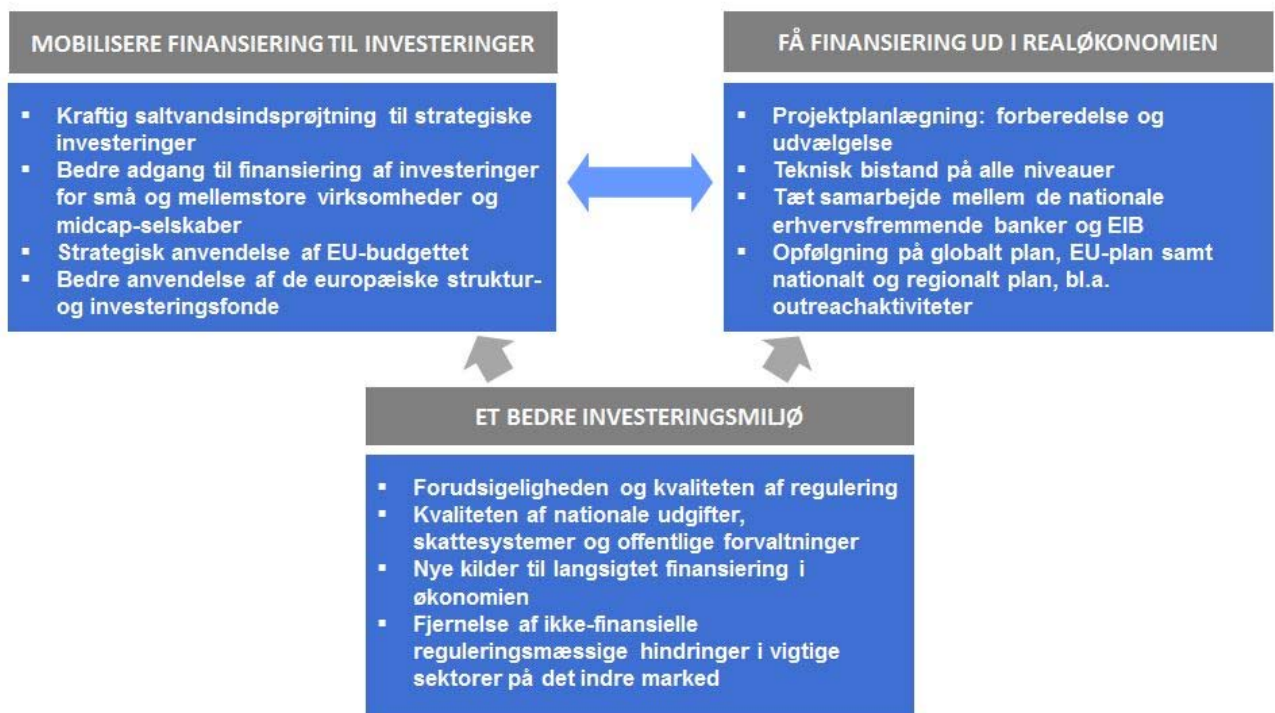 MOBILISERE FINANSIERING TIL INVESTERINGER
▪ Kraftig saltvandsindsprøjtning til strategiske
investeringer
▪ Bedre adgang til finansiering af investeringer
for små og mellemstore virksomheder og
midcap-selskaber
▪ Strategisk anvendelse af EU-budgettet
▪ Bedre anvendelse af de europæiske struktur-
og investeringsfonde
FÅ FINANSIERING UD I REALØKONOMIEN
▪ Projektplanlægning: forberedelse og
udvælgelse
▪ Teknisk bistand på alle niveauer
▪ Tæt samarbejde mellem de nationale
erhvervsfremmende banker og EIB
▪ Opfølgning på globalt plan, EU-plan samt
nationalt og regionalt plan, bl.a.
outreachaktiviteter
ET BEDRE INVESTERINGSMILJØ
▪ Forudsigeligheden og kvaliteten af regulering
▪ Kvaliteten af nationale udgifter,
skattesystemer og offentlige forvaltninger
▪ Nye kilder til langsigtet finansiering i
økonomien
▪ Fjernelse af ikke-finansielle
reguleringsmæssige hindringer i vigtige
sektorer på det indre marked